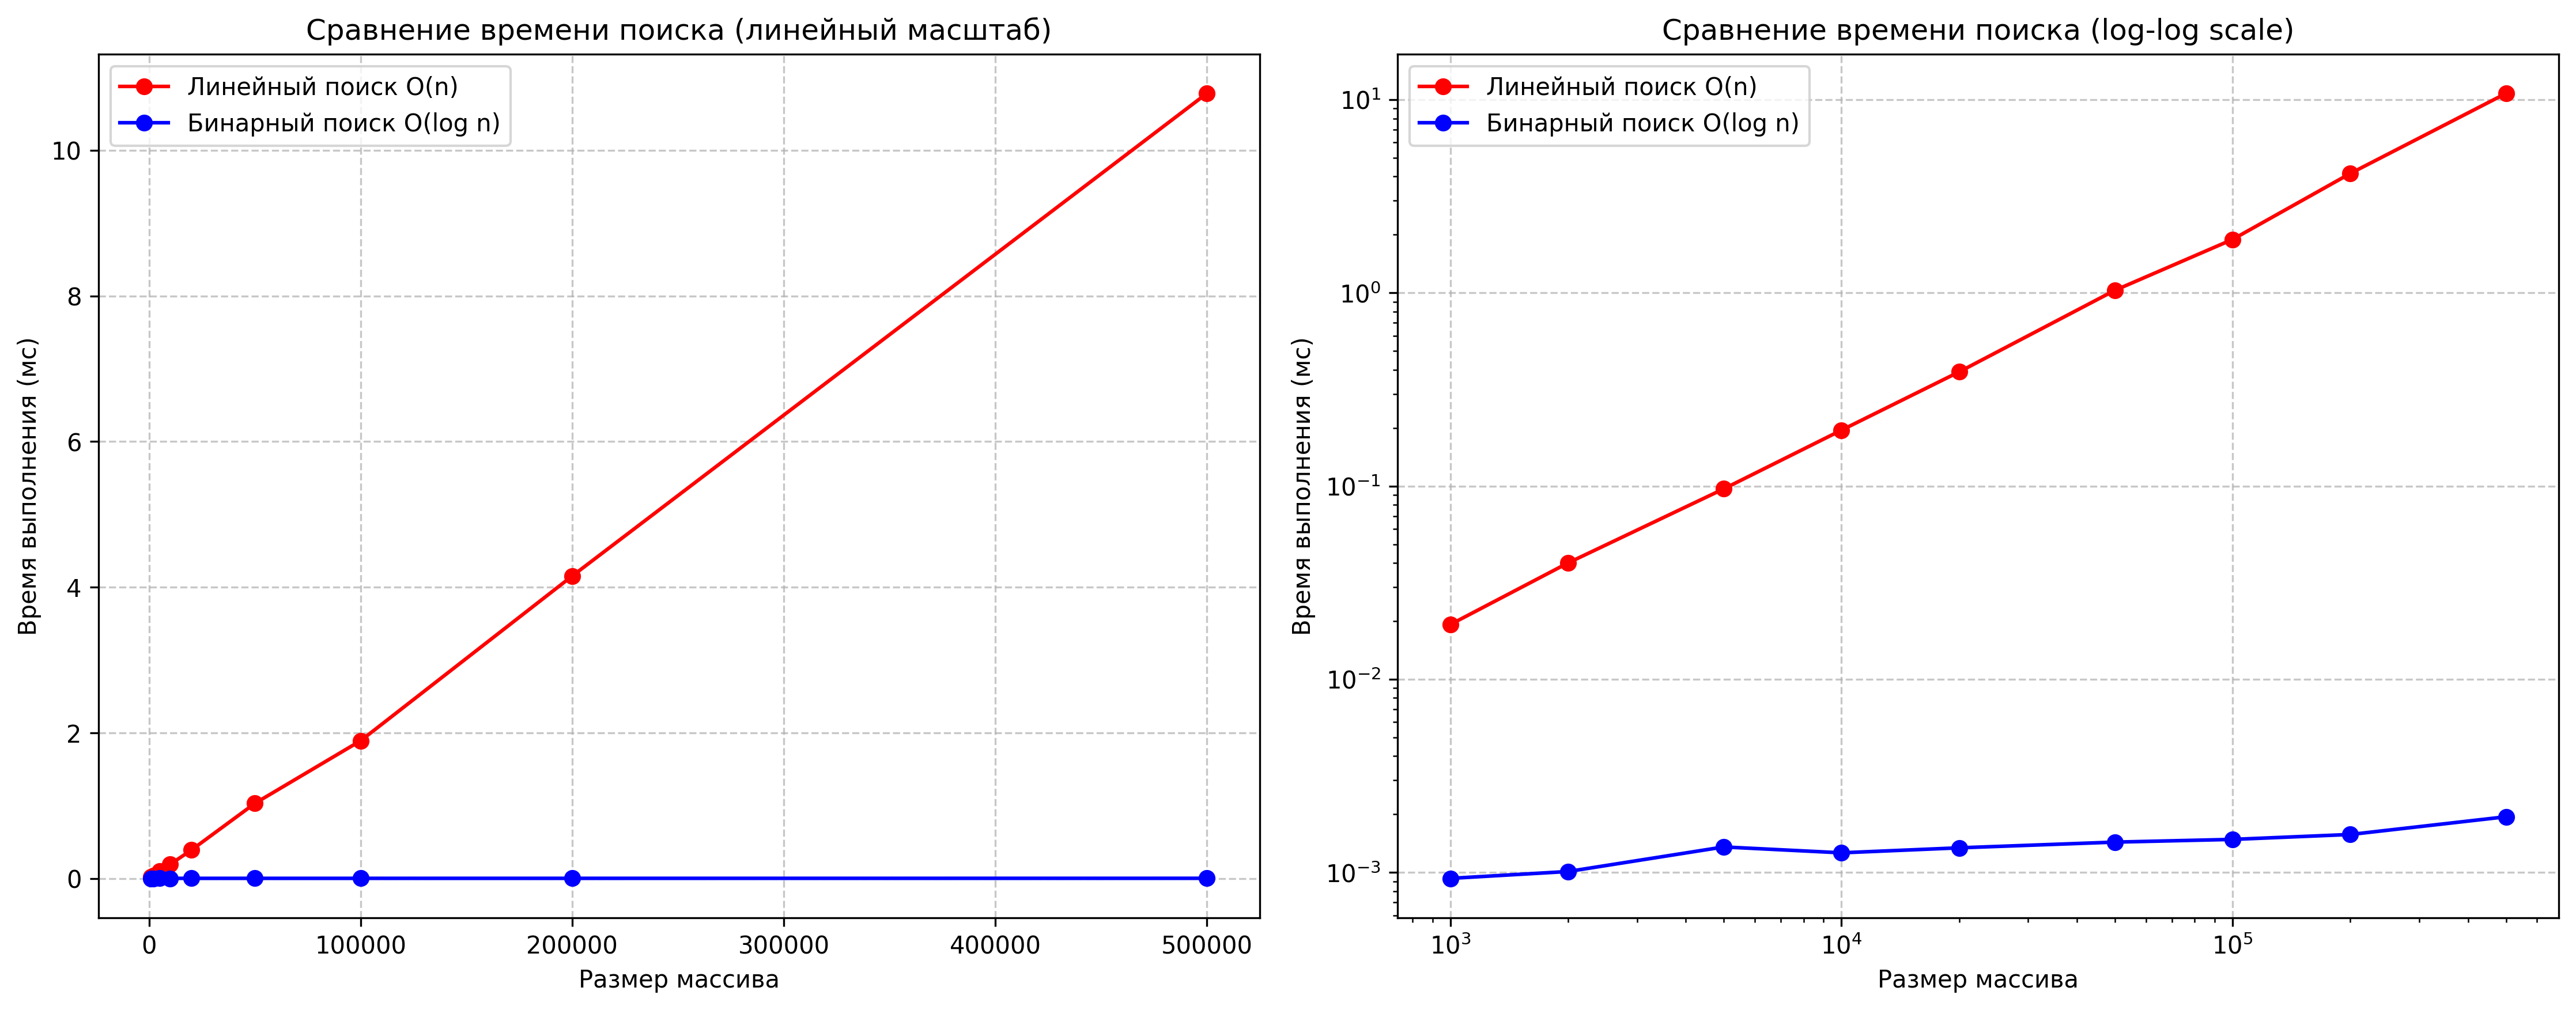 Сравнение времени поиска (линейный масштаб)
Линейный поиск O(n)
Бинарный поиск O(log n)
Время выполнения (мс)
10
8
6
4
2
0
0 100000 200000 300000 400000 500000
Размер массива
Сравнение времени поиска (log-log scale)
Линейный поиск O(n)
Бинарный поиск O(log n)
Время выполнения (мс)
10¹
10⁰
10⁻¹
10⁻²
10⁻³
10³ 10⁴ 10⁵
Размер массива